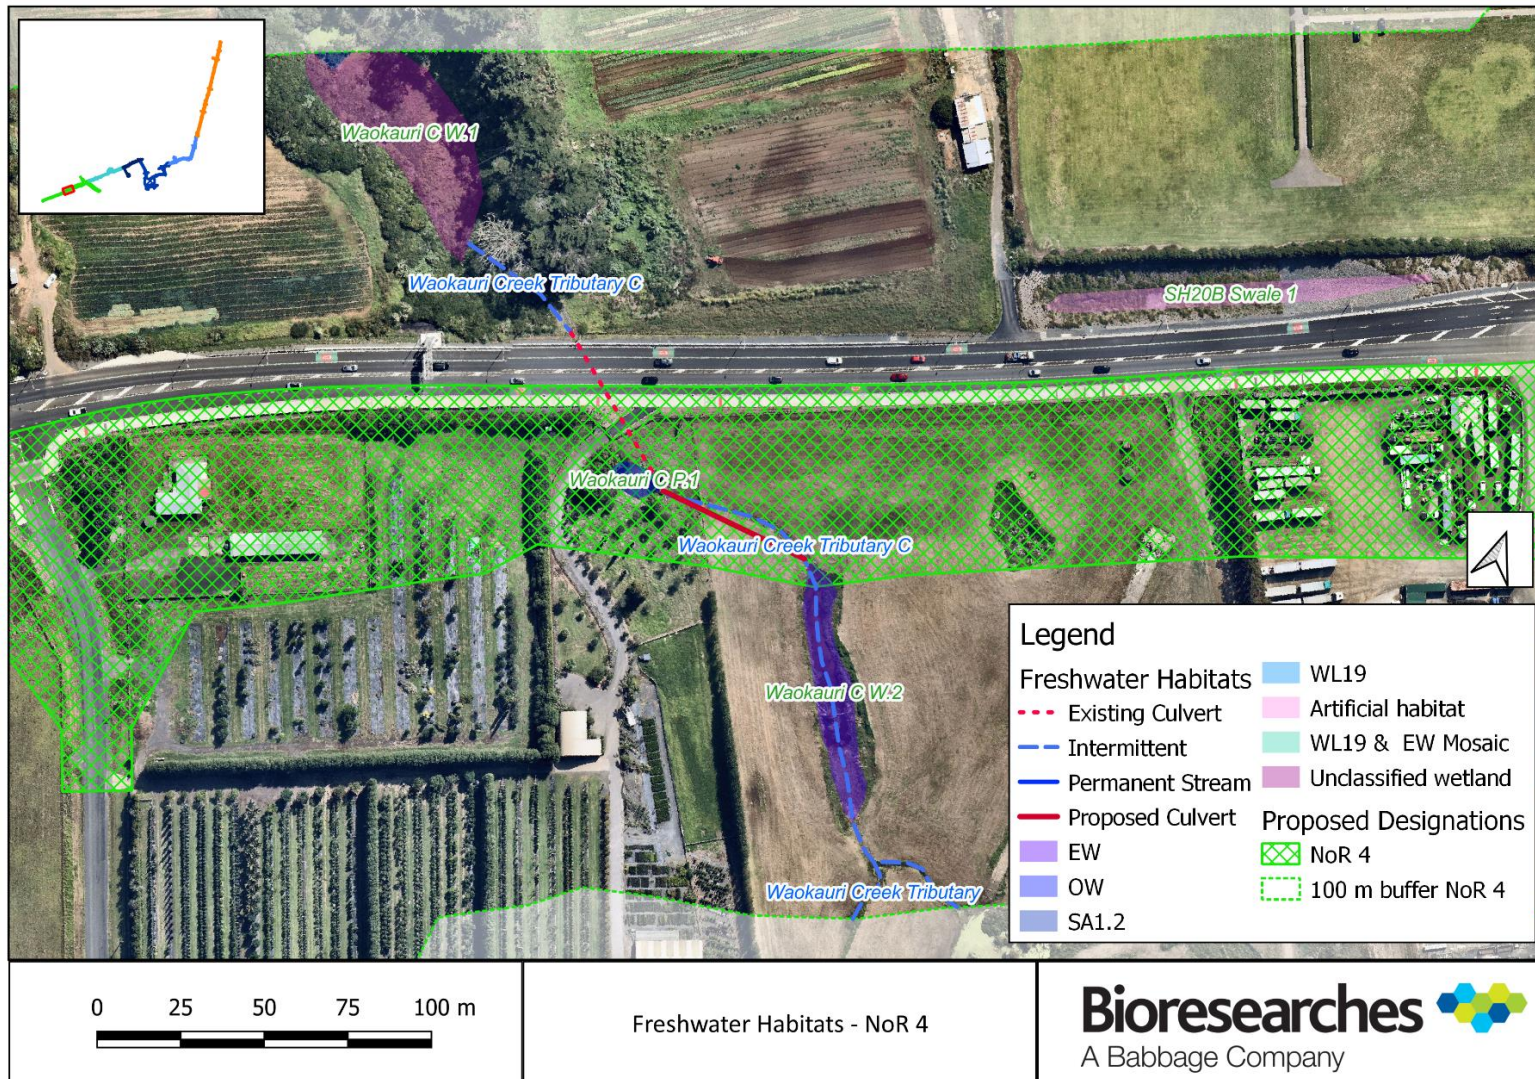 Waokauri C W.1
Waokauri Creek Tributary C
SH20B Swale 1
Waokauri C P.1
Waokauri Creek Tributary C
Waokauri C W.2
Waokauri Creek Tributary
Legend
Freshwater Habitats
Existing Culvert
Intermittent
Permanent Stream
Proposed Culvert
EW
OW
SA1.2
WL19
Artificial habitat
WL19 & EW Mosaic
Unclassified wetland
Proposed Designations
NoR 4
100 m buffer NoR 4
0 25 50 75 100 m
Freshwater Habitats - NoR 4
Bioresearches
A Babbage Company